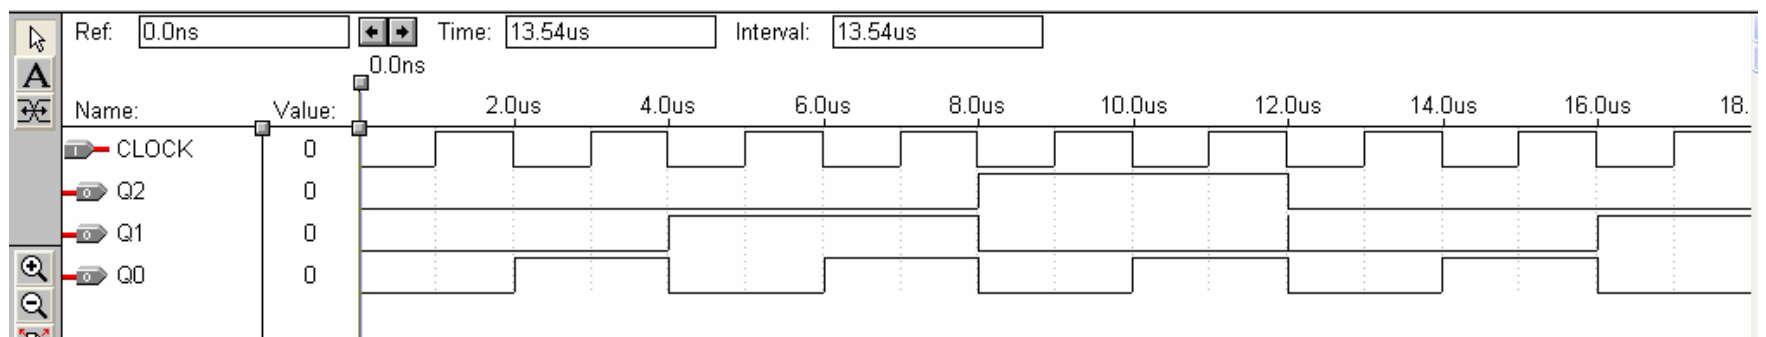 Ref: 0.0ns Time: 13.54us Interval: 13.54us
0.0ns
A
Name: Value: 2.0us 4.0us 6.0us 8.0us 10.0us 12.0us 14.0us 16.0us 18.
CLOCK 0
Q2 0
Q1 0
Q0 0